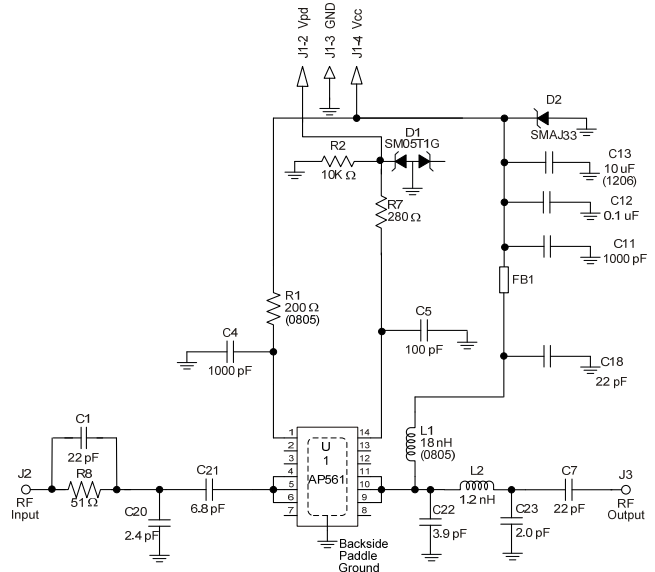 J1-2 Vpd
J1-3 GND
J1-4 Vcc
D2
SMAJ33
D1
SM05T1G
R2
10K Ω
C13
10 uF
(1206)
C12
0.1 uF
R7
280 Ω
C11
1000 pF
FB1
R1
200 Ω
(0805)
C4
1000 pF
C5
100 pF
C18
22 pF
C1
22 pF
J2
RF
Input
R8
51 Ω
C20
2.4 pF
C21
6.8 pF
1
2
3
4
5
6
7
U
1
AP561
14
13
12
11
10
9
8
L1
18 nH
(0805)
L2
1.2 nH
C7
22 pF
J3
RF
Output
C22
3.9 pF
C23
2.0 pF
Backside
Paddle
Ground